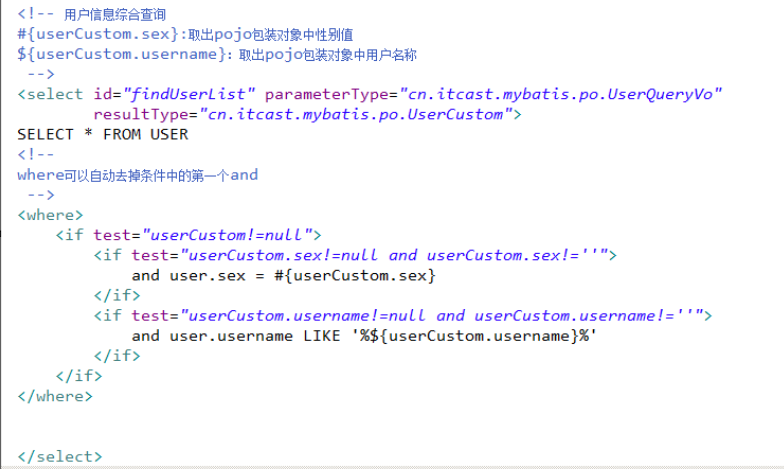 <!-- 用户信息综合查询
#{userCustom.sex}:取出pojo包装对象中性别值
${userCustom.username}：取出pojo包装对象中用户名称
-->
<select id="findUserList" parameterType="cn.itcast.mybatis.po.UserQueryVo"
resultType="cn.itcast.mybatis.po.UserCustom">
SELECT * FROM USER
<!--
where可以自动去掉条件中的第一个and
-->
<where>
<if test="userCustom!=null">
<if test="userCustom.sex!=null and userCustom.sex!=''">
and user.sex = #{userCustom.sex}
</if>
<if test="userCustom.username!=null and userCustom.username!=''">
and user.username LIKE '%${userCustom.username}%'
</if>
</if>
</where>
</select>